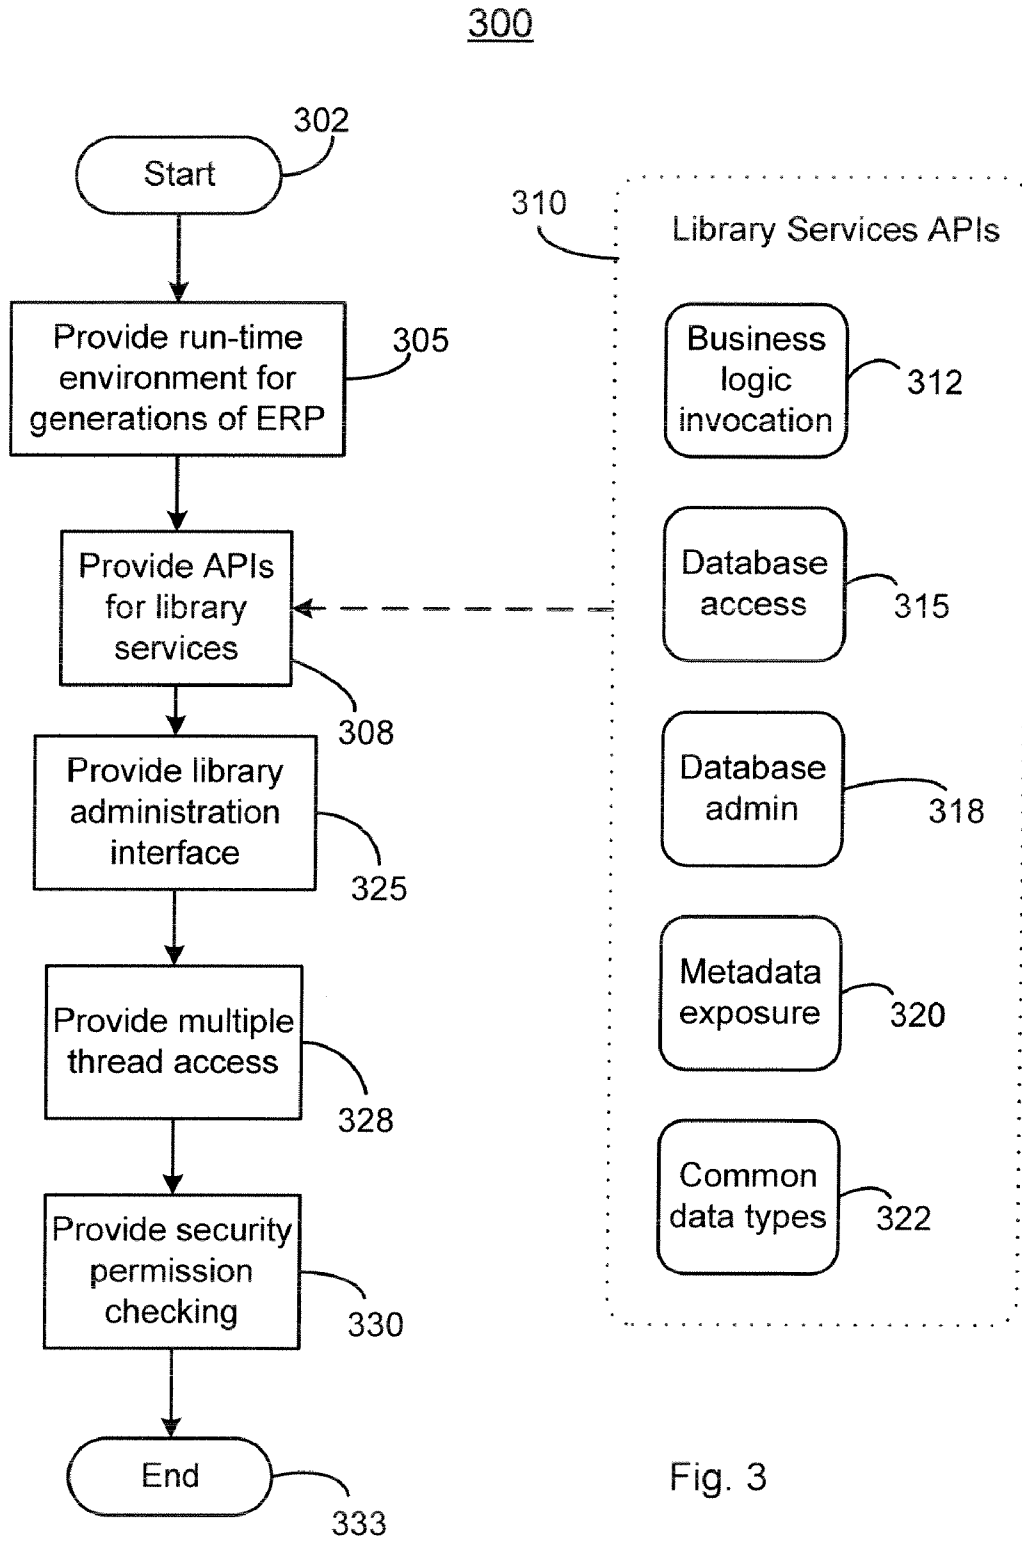 300
302
Start
310
Library Services APIs
Provide run-time
environment for
generations of ERP
305
Business
logic
invocation
312
Provide APIs
for library
services
308
Database
access
315
Provide library
administration
interface
325
Database
admin
318
Provide multiple
thread access
328
Metadata
exposure
320
Provide security
permission
checking
330
Common
data types
322
End
333
Fig. 3